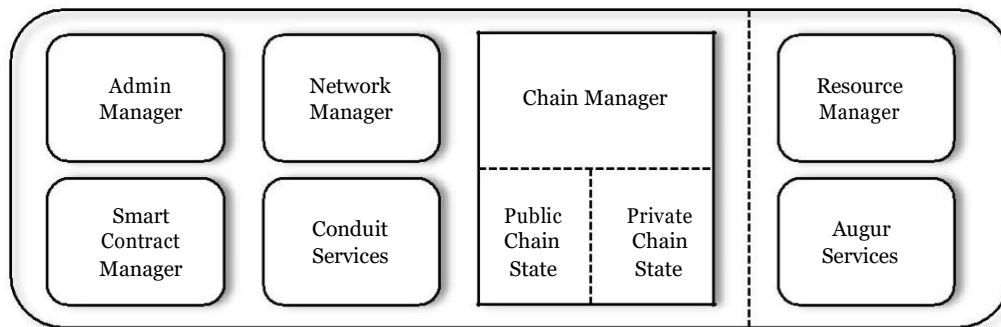 Admin
Manager
Network
Manager
Chain Manager
Resource
Manager
Smart
Contract
Manager
Conduit
Services
Public
Chain
State
Private
Chain
State
Augur
Services